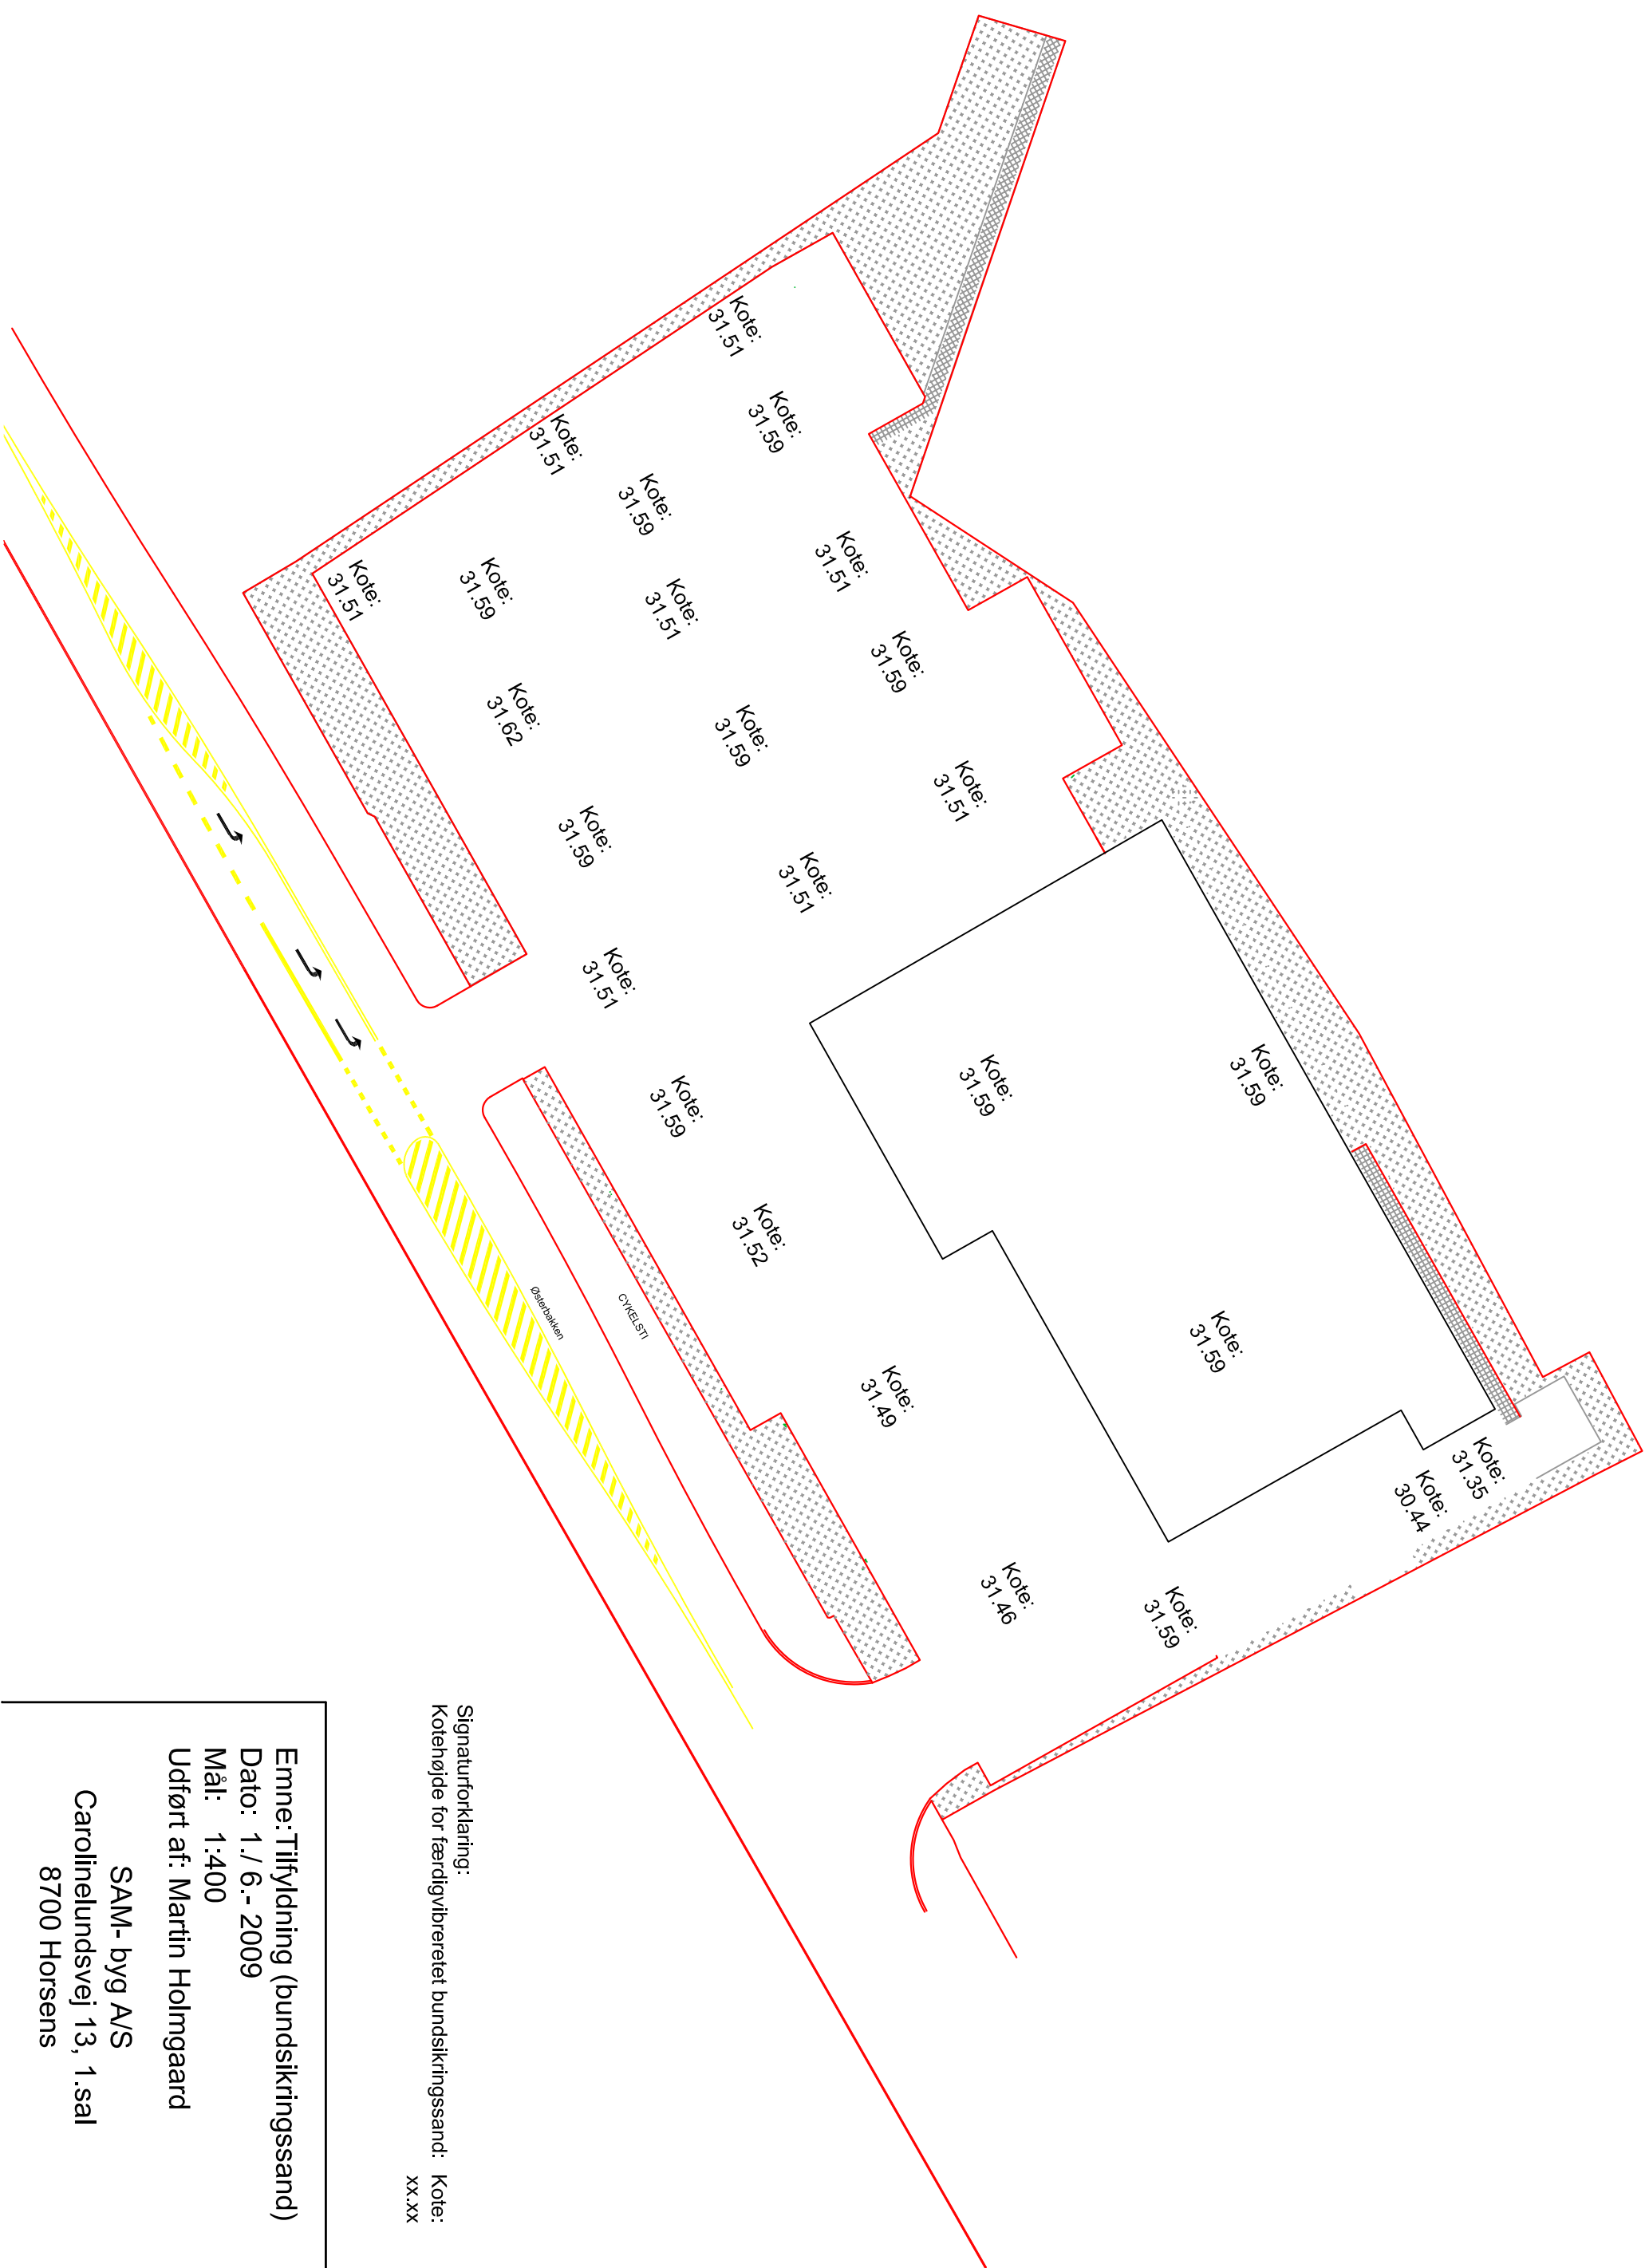 Kote:
31.51
Kote:
31.59
Kote:
31.51
Kote:
31.59
Kote:
31.51
Kote:
31.59
Kote:
31.51
Kote:
31.51
Kote:
31.59
Kote:
31.62
Kote:
31.59
Kote:
31.51
Kote:
31.59
Kote:
31.51
Kote:
31.51
Kote:
31.59
Kote:
31.59
Kote:
31.59
Kote:
31.59
Kote:
31.52
Kote:
31.59
Kote:
31.49
Kote:
31.35
Kote:
30.44
Kote:
31.46
Kote:
31.59
CYKELSTI
Østerbakken
Signaturforklaring:
Kotehøjde for færdigvibreretet bundsikringssand: Kote:
xx.xx
Emne:Tilfyldning (bundsikringssand)
Dato: 1./ 6.- 2009
Mål: 1:400
Udført af: Martin Holmgaard
SAM- byg A/S
Carolinelundsvej 13, 1.sal
8700 Horsens